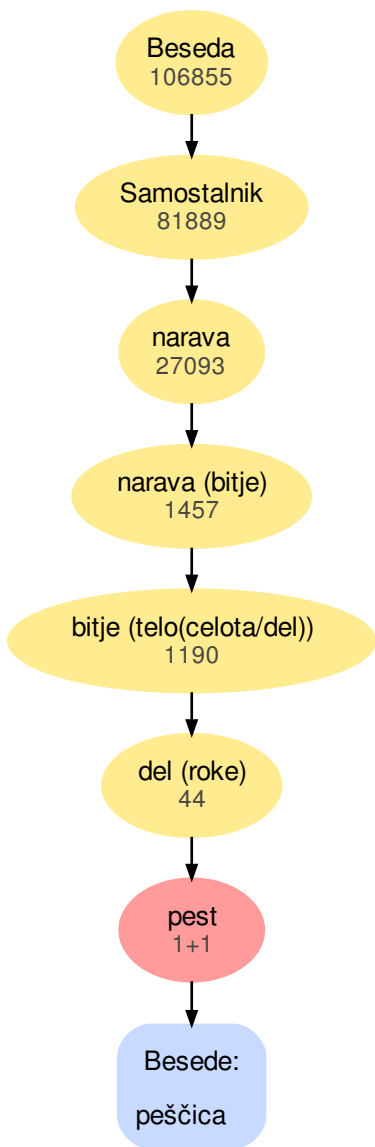 Beseda
106855
Samostalnik
81889
narava
27093
narava (bitje)
1457
bitje (telo(celota/del))
1190
del (roke)
44
pest
1+1
Besede:
peščica